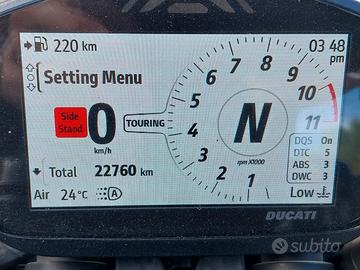 220 km
03 48 pm
Setting Menu
Side Stand
0
km/h
TOURING
Total 22760 km
Air 24°C A
1 2 3 4 5 6 7 8 9 10 11
N
rpm X1000
DQS On
DTC 5
ABS 3
DWC 3
Low
DUCATI
subito